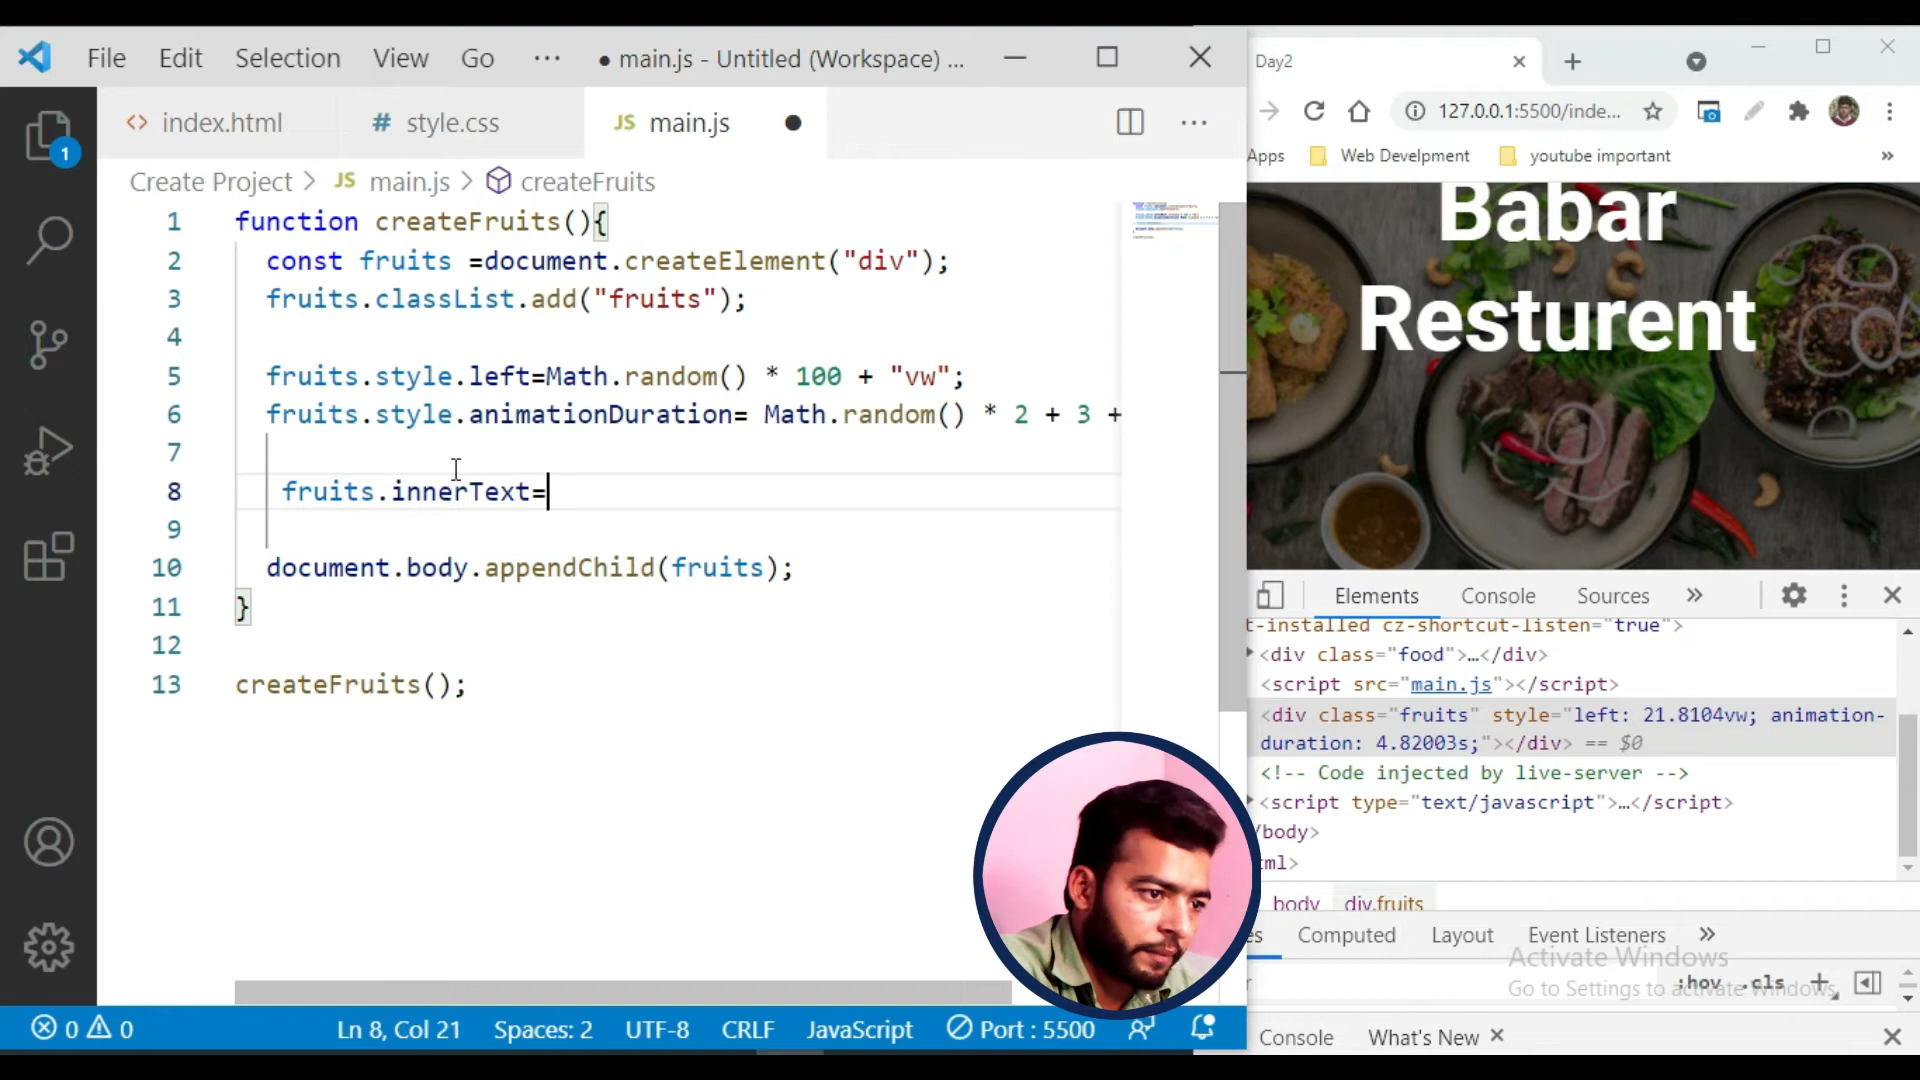 File Edit Selection View Go ··· ● main.js - Untitled (Workspace) ...
index.html # style.css JS main.js
Create Project > JS main.js > createFruits
1 function createFruits(){
2 const fruits =document.createElement("div");
3 fruits.classList.add("fruits");
4
5 fruits.style.left=Math.random() * 100 + "vw";
6 fruits.style.animationDuration= Math.random() * 2 + 3 +
7
8 fruits.innerText=
9
10 document.body.appendChild(fruits);
11 }
12
13 createFruits();
1
0 0 Ln 8, Col 21 Spaces: 2 UTF-8 CRLF JavaScript Port : 5500
Day2
127.0.0.1:5500/inde...
Apps Web Develpment youtube important »
Babar
Resturent
Elements Console Sources »
t-installed cz-shortcut-listen="true">
<div class="food">…</div>
<script src="main.js"></script>
<div class="fruits" style="left: 21.8104vw; animation-
duration: 4.82003s;"></div> == $0
<!-- Code injected by live-server -->
<script type="text/javascript">…</script>
/body>
ml>
body div.fruits
es Computed Layout Event Listeners »
Activate Windows
Go to Settings to activate Windows.
:hov .cls +
Console What's New